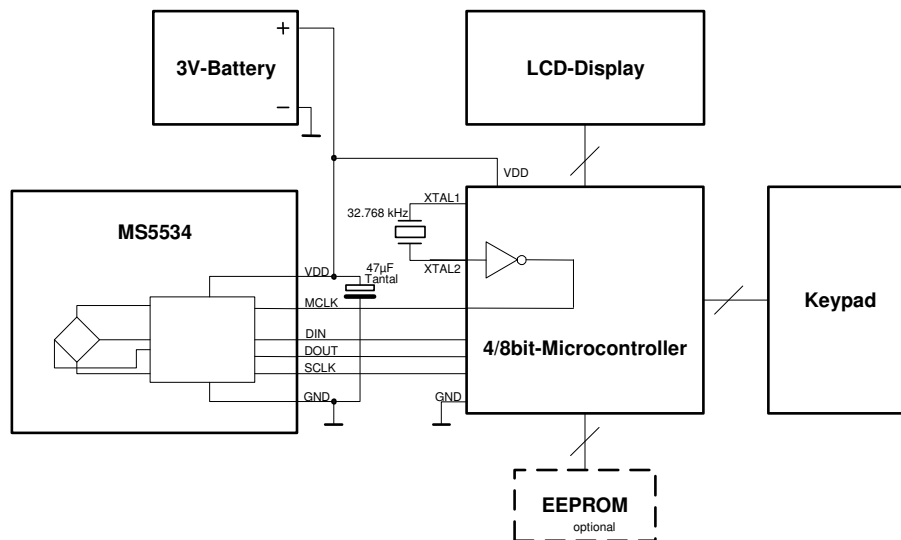 +
3V-Battery
−
LCD-Display
VDD
MS5534
XTAL1
32.768 kHz
XTAL2
VDD
47µF
Tantal
MCLK
DIN
DOUT
SCLK
GND
4/8bit-Microcontroller
GND
Keypad
EEPROM
optional